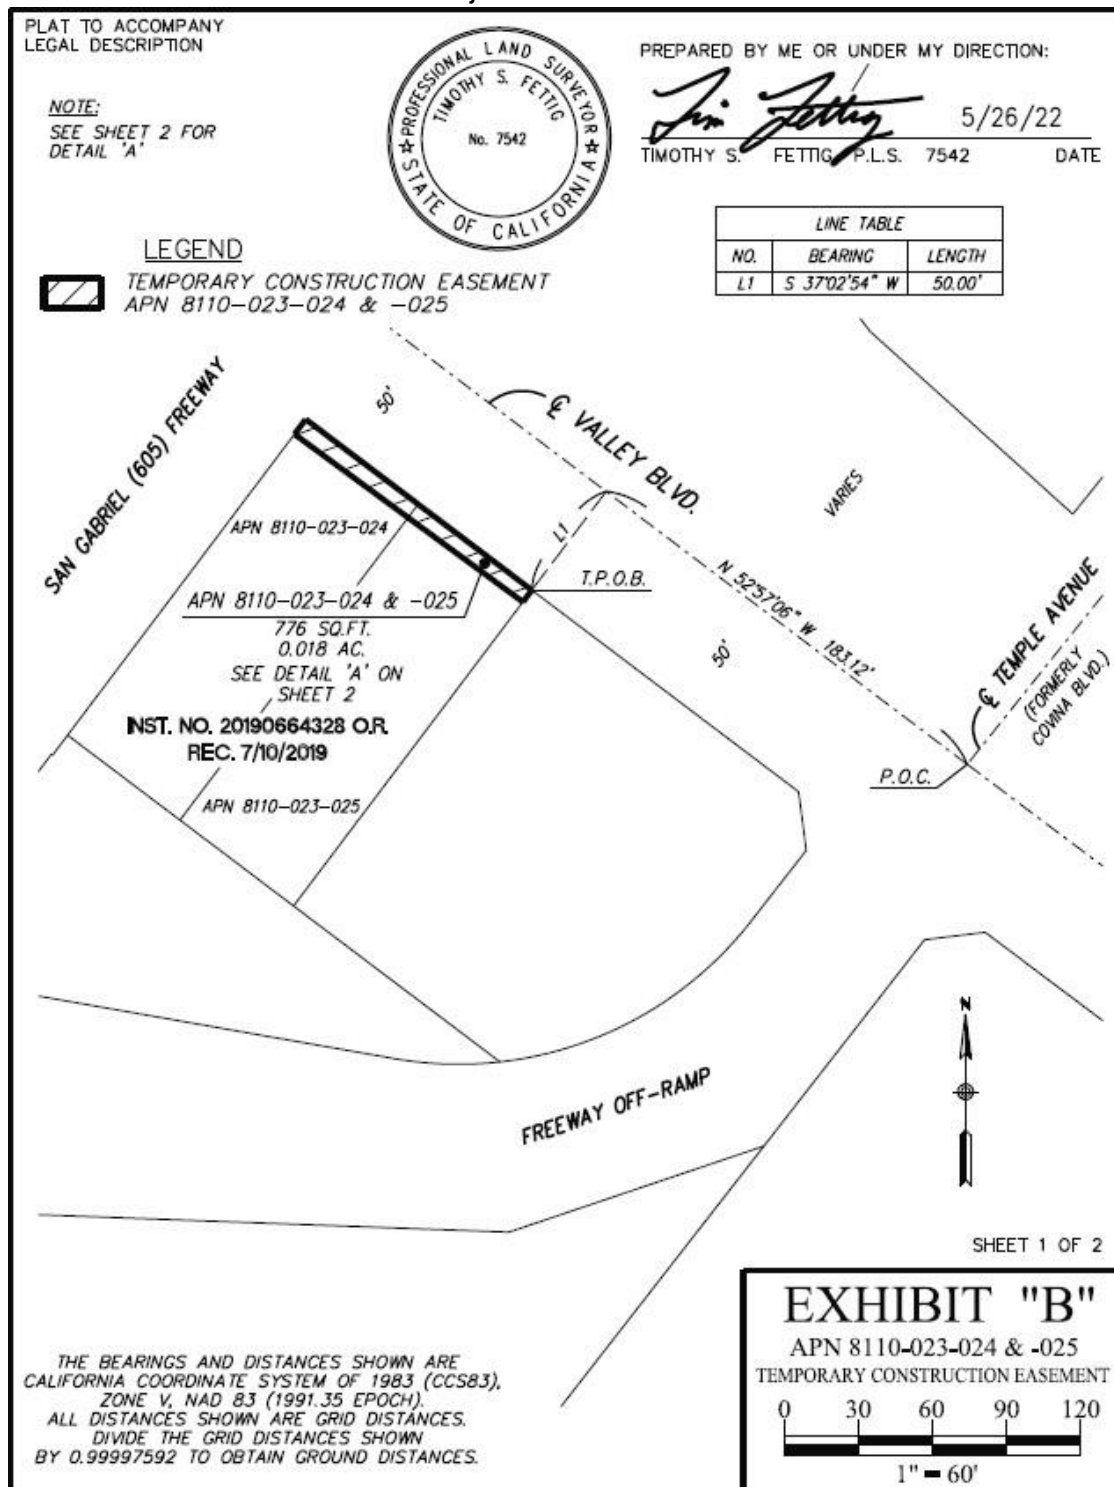 PLAT TO ACCOMPANY
LEGAL DESCRIPTION
NOTE:
SEE SHEET 2 FOR
DETAIL 'A'
PROFESSIONAL LAND SURVEYOR
TIMOTHY S. FETTIG
No. 7542
STATE OF CALIFORNIA
PREPARED BY ME OR UNDER MY DIRECTION:
Tim Fettig
5/26/22
TIMOTHY S. FETTIG P.L.S. 7542 DATE
LINE TABLE
NO. BEARING LENGTH
L1 S 37°02'54" W 50.00'
LEGEND
TEMPORARY CONSTRUCTION EASEMENT
APN 8110-023-024 & -025
SAN GABRIEL (605) FREEWAY
50'
℄ VALLEY BLVD.
VARIES
APN 8110-023-024
L1
T.P.O.B.
N 52°57'06" W 183.12'
APN 8110-023-024 & -025
776 SQ.FT.
0.018 AC.
SEE DETAIL 'A' ON
SHEET 2
50'
℄ TEMPLE AVENUE
(FORMERLY
COVINA BLVD.)
INST. NO. 20190664328 O.R.
REC. 7/10/2019
P.O.C.
APN 8110-023-025
N
FREEWAY OFF-RAMP
SHEET 1 OF 2
EXHIBIT "B"
APN 8110-023-024 & -025
TEMPORARY CONSTRUCTION EASEMENT
0 30 60 90 120
1" = 60'
THE BEARINGS AND DISTANCES SHOWN ARE
CALIFORNIA COORDINATE SYSTEM OF 1983 (CCS83),
ZONE V, NAD 83 (1991.35 EPOCH).
ALL DISTANCES SHOWN ARE GRID DISTANCES.
DIVIDE THE GRID DISTANCES SHOWN
BY 0.99997592 TO OBTAIN GROUND DISTANCES.